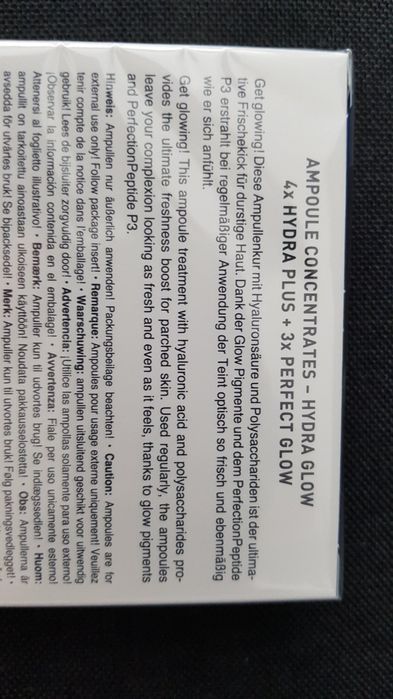 AMPOULE CONCENTRATES – HYDRA GLOW
4x HYDRA PLUS + 3x PERFECT GLOW
Get glowing! Diese Ampullenkur mit Hyaluronsäure und Polysacchariden ist der ultima-
tive Frischekick für durstige Haut. Dank der Glow Pigmente und dem PerfectionPeptide
P3 erstrahlt bei regelmäßiger Anwendung der Teint optisch so frisch und ebenmäßig
wie er sich anfühlt.
Get glowing! This ampoule treatment with hyaluronic acid and polysaccharides pro-
vides the ultimate freshness boost for parched skin. Used regularly, the ampoules
leave your complexion looking as fresh and even as it feels, thanks to glow pigments
and PerfectionPeptide P3.
Hinweis: Ampullen nur äußerlich anwenden! Packungsbeilage beachten! • Caution: Ampoules are for
external use only! Follow package insert! • Remarque: Ampoules pour usage externe uniquement! Veuillez
tenir compte de la notice dans l'emballage! • Waarschuwing: ampullen uitsluitend geschikt voor uitwendig
gebruik! Lees de bijsluiter zorgvuldig door! • Advertencia: ¡Utilice las ampollas solamente para uso externo!
¡Observar la información contenida en el embalage! • Avvertenza: Fiale per uso unicamente esterno!
Attenersi al foglietto illustrativo! • Bemærk: Ampuller kun til udvortes brug! Se indlægssedlen! • Huom:
ampullit on tarkoitettu ainoastaan ulkoiseen käyttöön! Noudata pakkausselostetta! • Obs: Ampullerna är
avsedda för utvärtes bruk! Se bipacksedel! • Merk: Ampuller kun til utvortes bruk! Følg pakningsvedlegget! •